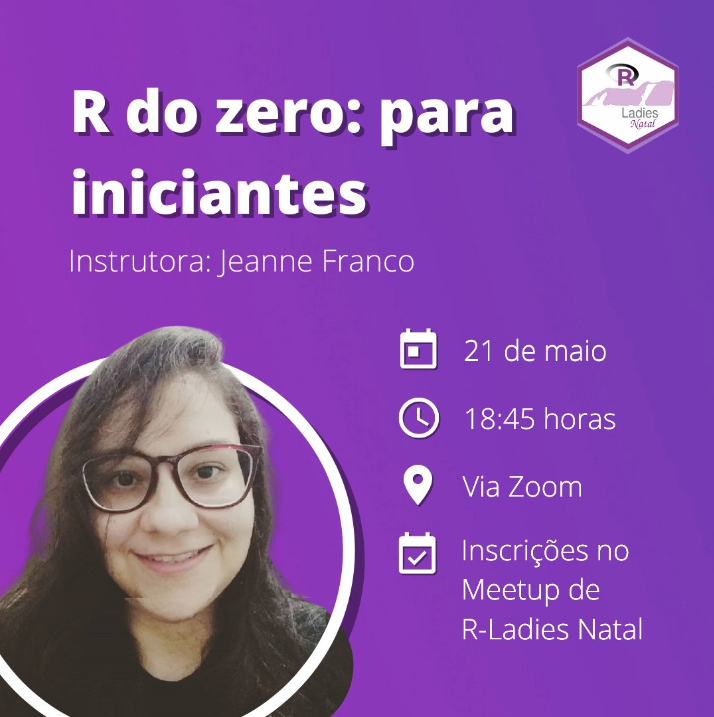 R do zero: para
iniciantes
Instrutora: Jeanne Franco
R
Ladies
Natal
21 de maio
18:45 horas
Via Zoom
Inscrições no
Meetup de
R-Ladies Natal